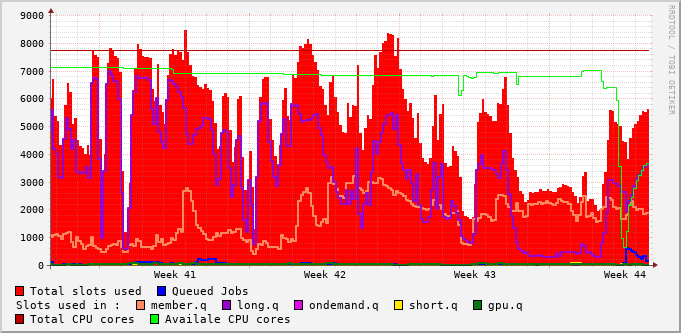 9000
8000
7000
6000
5000
4000
3000
2000
1000
0
Week 41 Week 42 Week 43 Week 44
RRDTOOL / TOBI OETIKER
Total slots used Queued Jobs
Slots used in : member.q long.q ondemand.q short.q gpu.q
Total CPU cores Availale CPU cores